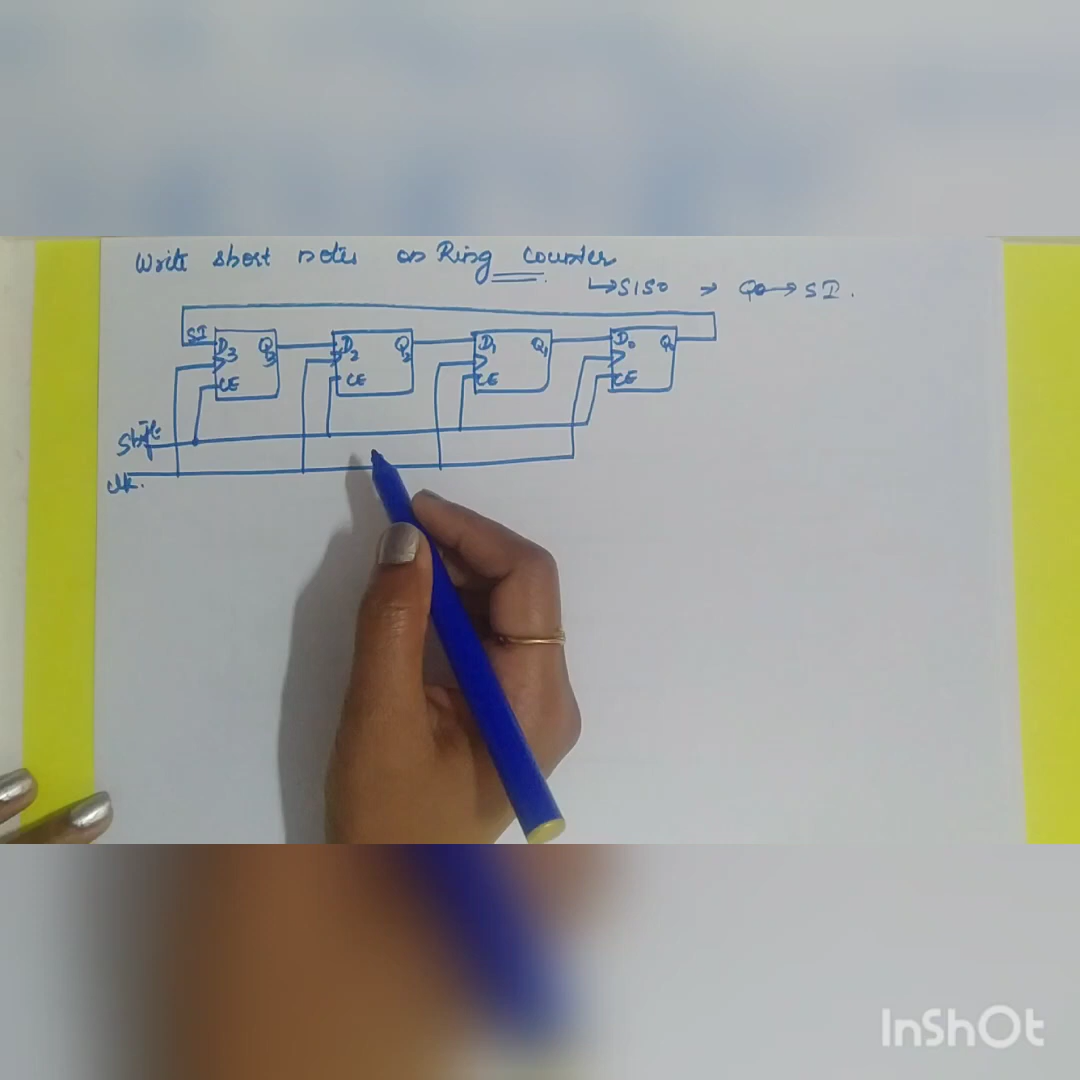 Write short notes on Ring counter
↳SISO → Q0→SI.
SI
D3 Q3 D2 Q2 D1 Q1 D0 Q0
CE CE CE CE
Shift
clk.
InShOt